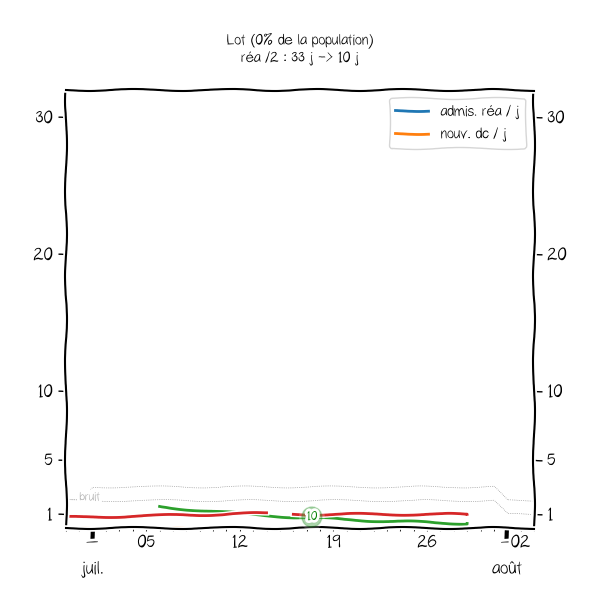 Lot (0% de la population)
réa /2 : 33 j -> 10 j
admis. réa / j
nouv. dc / j
30
30
20
20
10
10
5
5
bruit
1
1
10
05
12
19
26
02
juil.
août